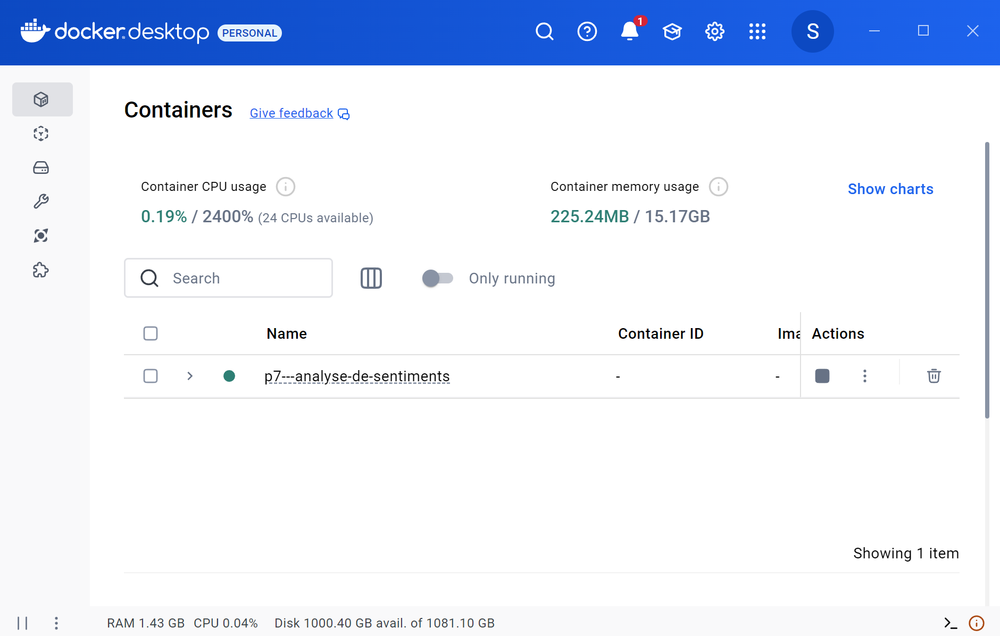 docker desktop PERSONAL
1
S
Containers Give feedback
Container CPU usage
0.19% / 2400% (24 CPUs available)
Container memory usage
225.24MB / 15.17GB
Show charts
Search
Only running
Name Container ID Ima Actions
p7---analyse-de-sentiments - -
Showing 1 item
RAM 1.43 GB CPU 0.04% Disk 1000.40 GB avail. of 1081.10 GB